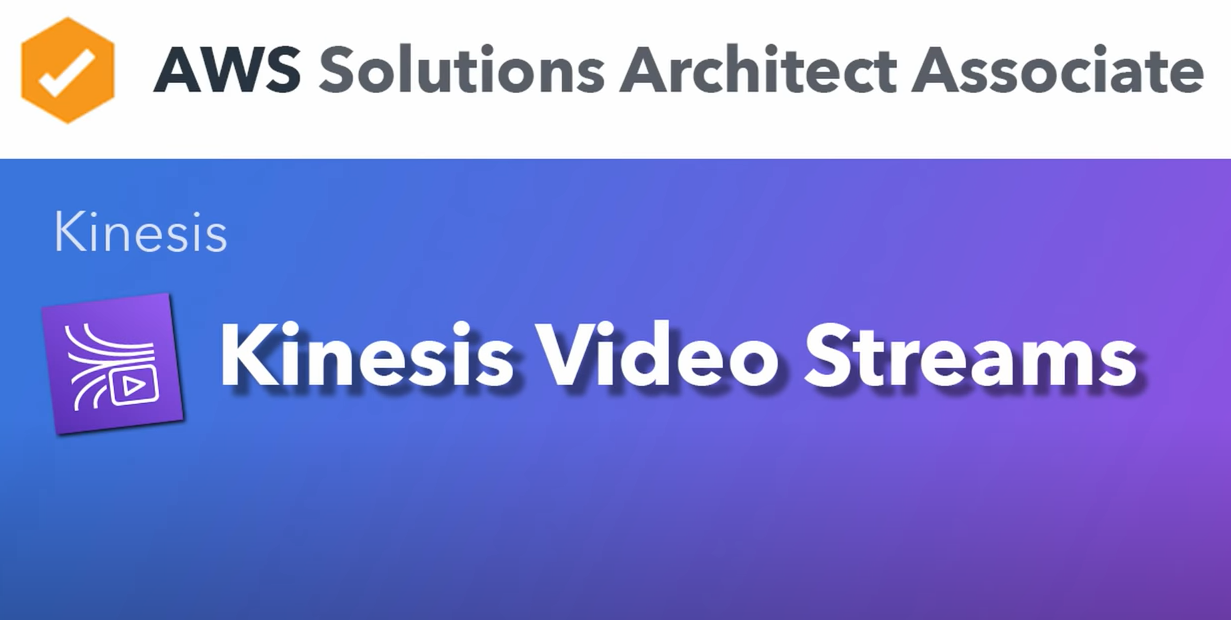 AWS Solutions Architect Associate
Kinesis
Kinesis Video Streams